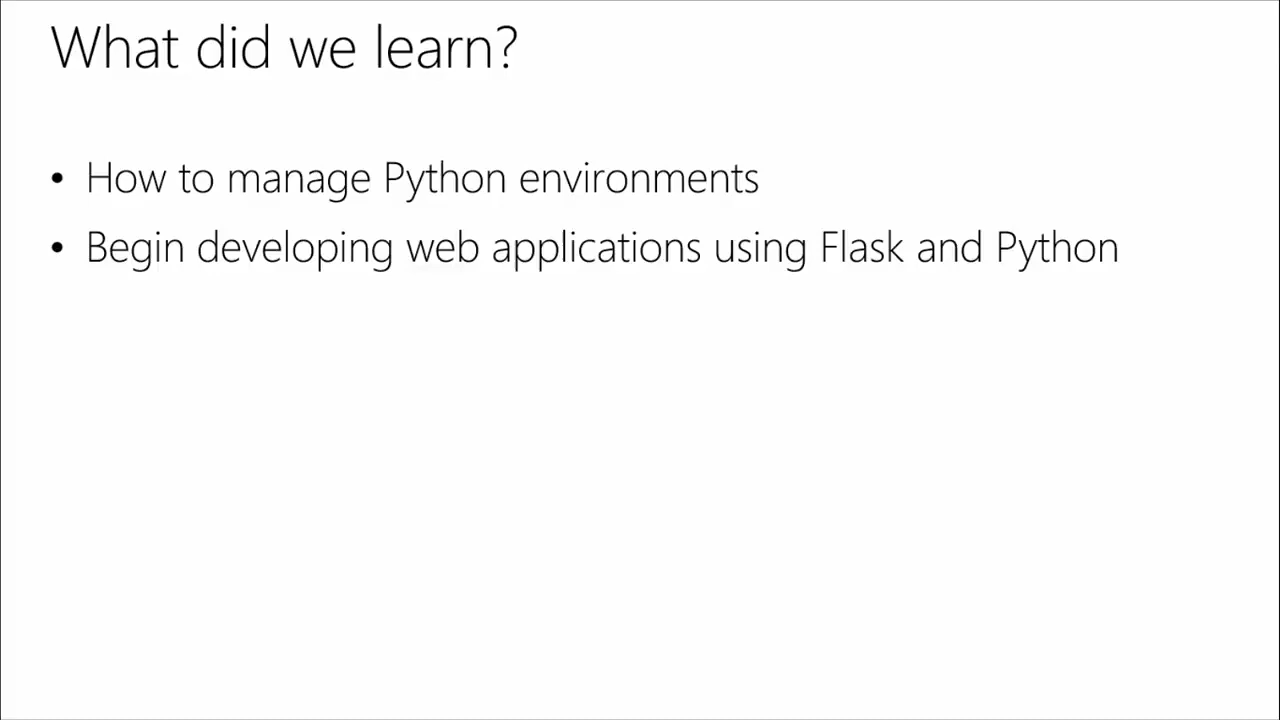 What did we learn?
• How to manage Python environments
• Begin developing web applications using Flask and Python